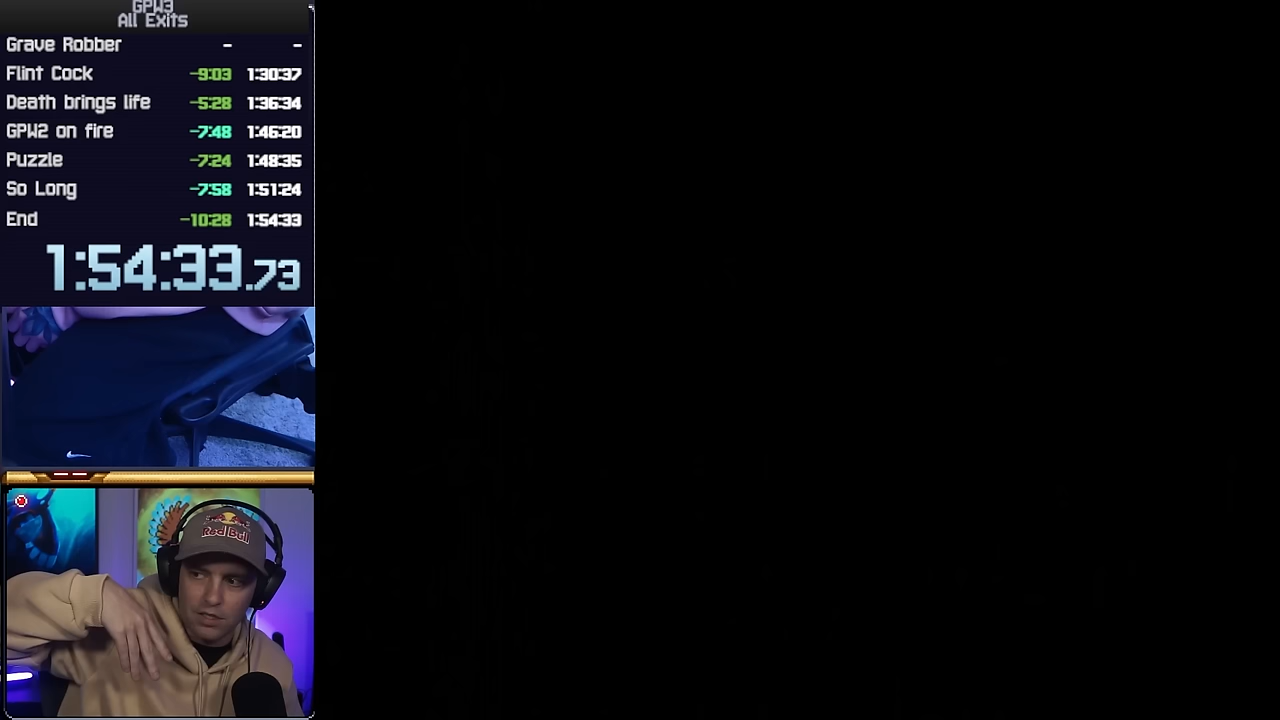 GPW3
All Exits
Grave Robber - -
Flint Cock -9:03 1:30:37
Death brings life -5:28 1:36:34
GPW2 on fire -7:48 1:46:20
Puzzle -7:24 1:48:35
So Long -7:58 1:51:24
End -10:28 1:54:33
1:54:33.73
Red Bull